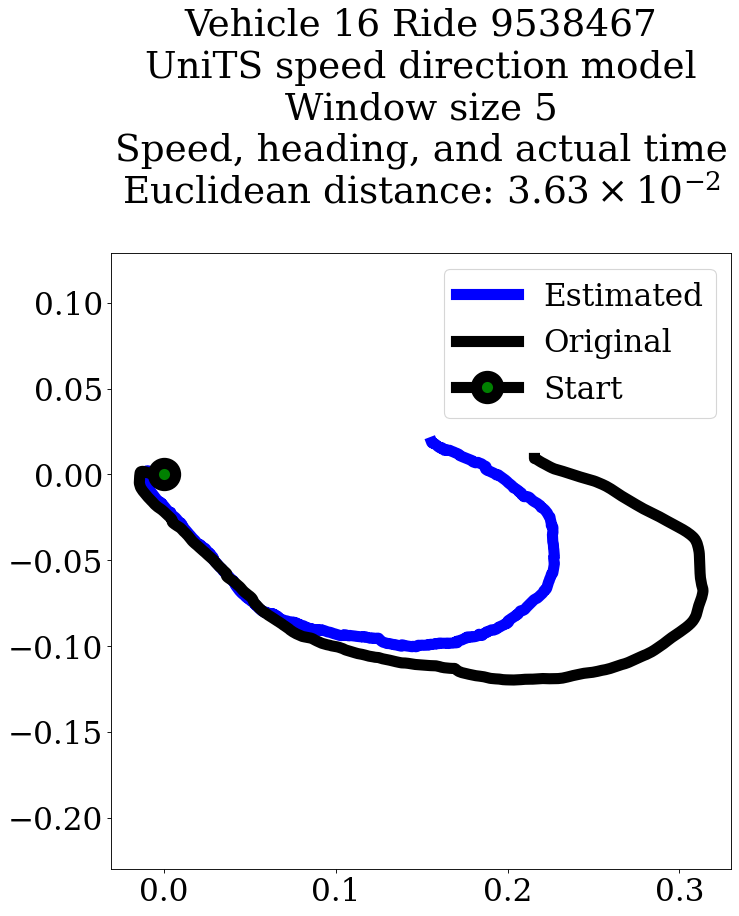 Vehicle 16 Ride 9538467
UniTS speed direction model
Window size 5
Speed, heading, and actual time
Euclidean distance: 3.63 × 10⁻²
Estimated
Original
Start
0.10
0.05
0.00
−0.05
−0.10
−0.15
−0.20
0.0 0.1 0.2 0.3